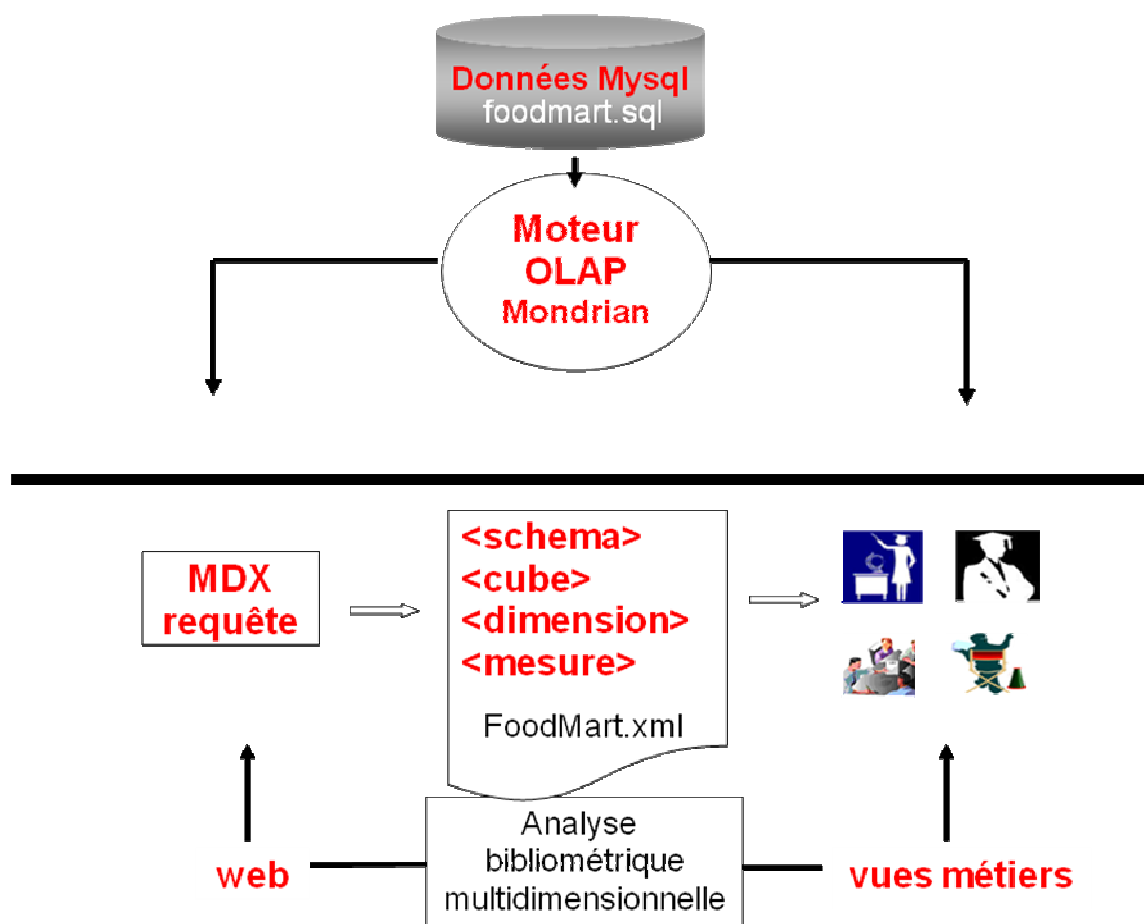 Données Mysql
foodmart.sql
Moteur
OLAP
Mondrian
MDX
requête
<schema>
<cube>
<dimension>
<mesure>
FoodMart.xml
Analyse
bibliométrique
multidimensionnelle
web
vues métiers